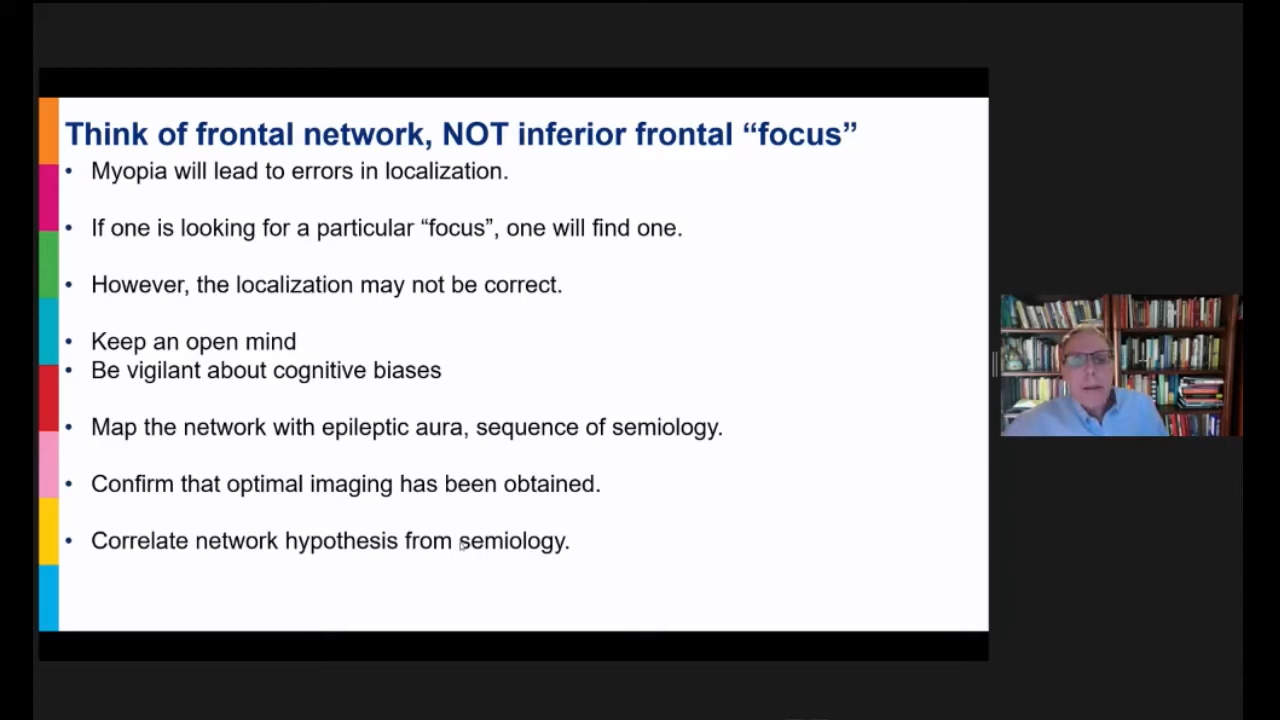 Think of frontal network, NOT inferior frontal “focus”
• Myopia will lead to errors in localization.
• If one is looking for a particular “focus”, one will find one.
• However, the localization may not be correct.
• Keep an open mind
• Be vigilant about cognitive biases
• Map the network with epileptic aura, sequence of semiology.
• Confirm that optimal imaging has been obtained.
• Correlate network hypothesis from semiology.